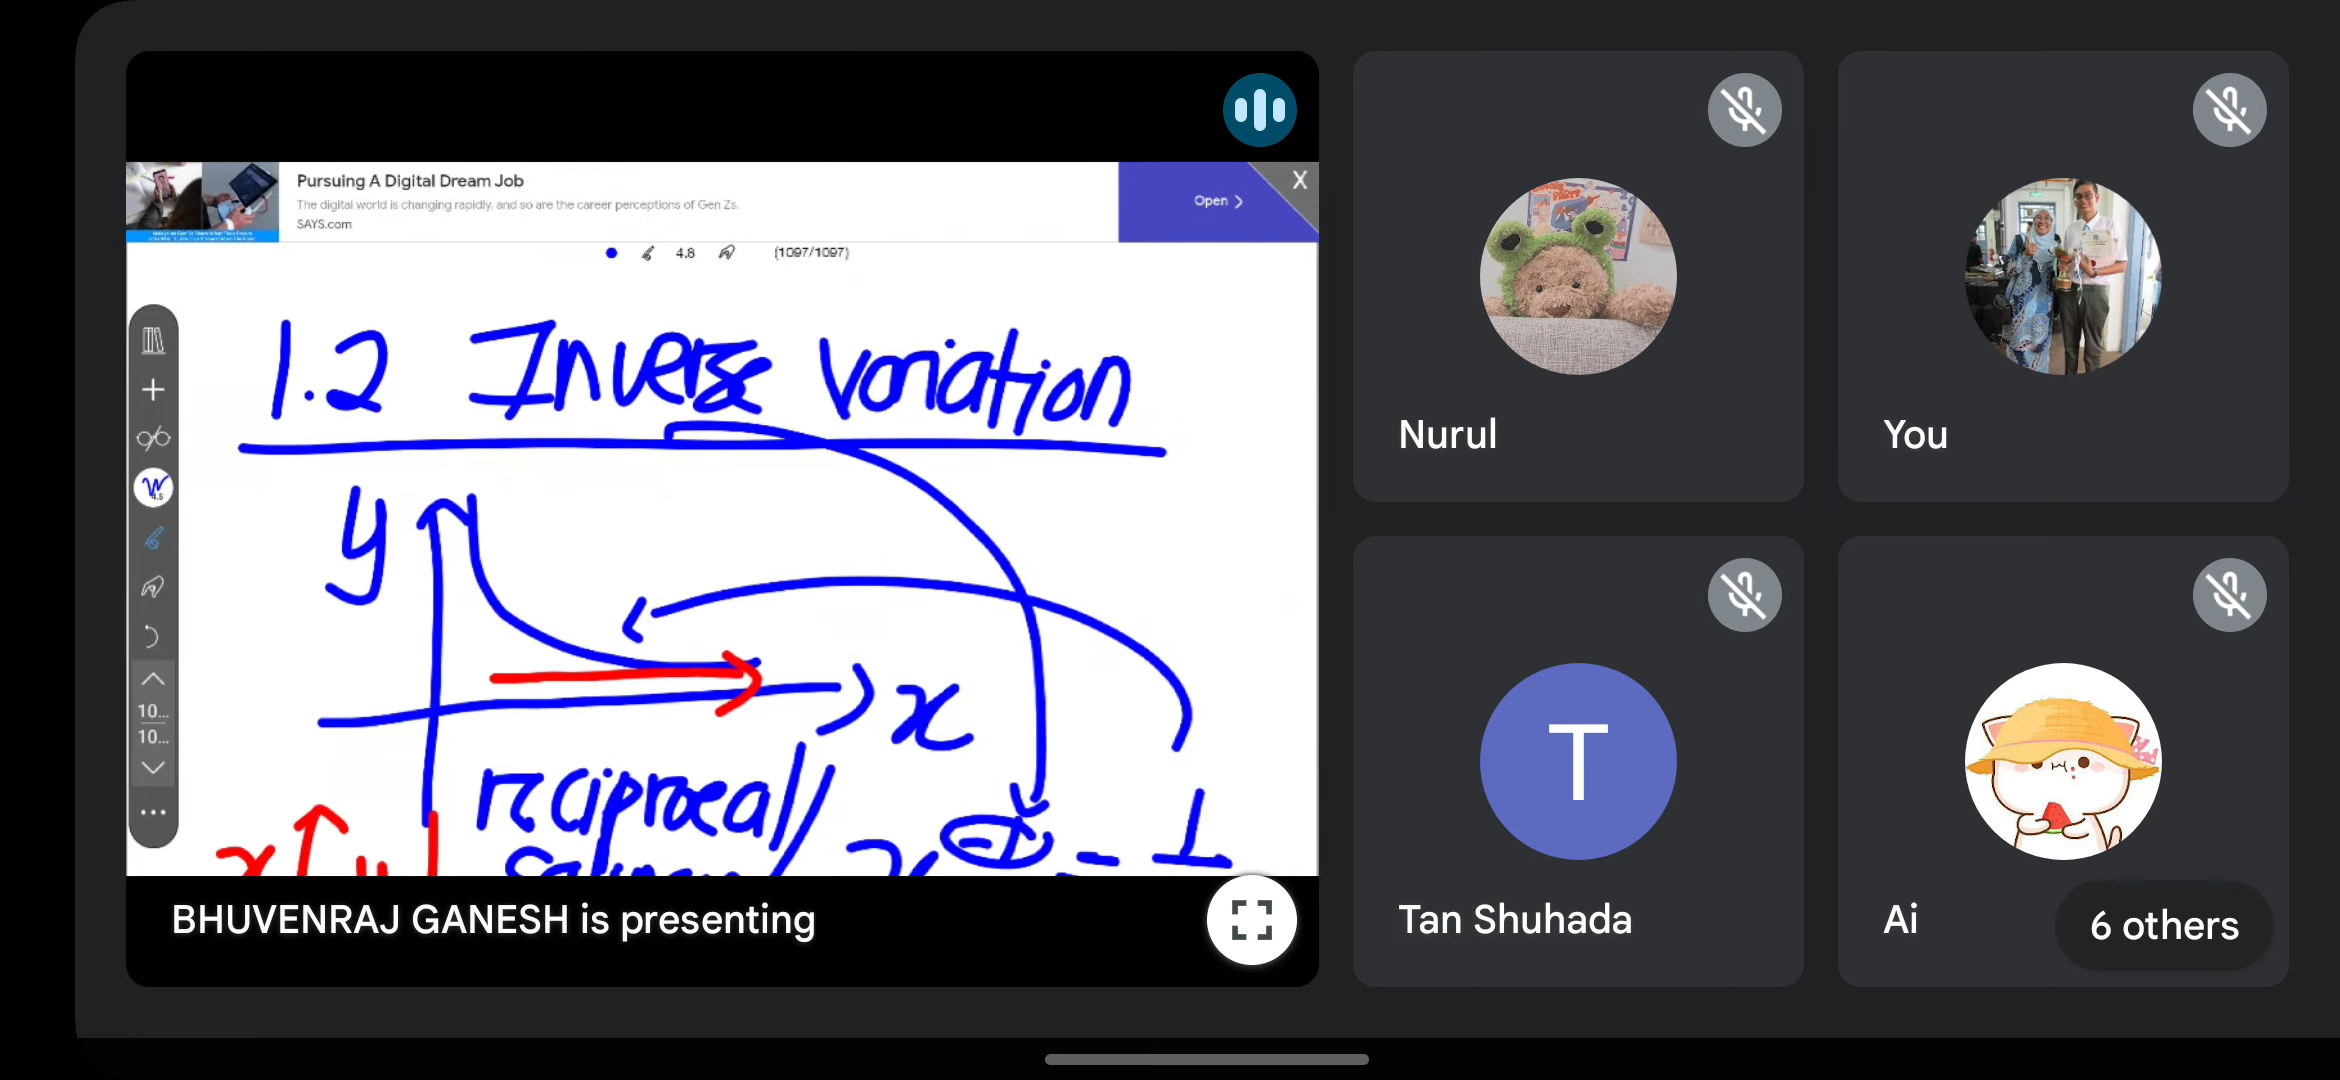 Pursuing A Digital Dream Job
The digital world is changing rapidly, and so are the career perceptions of Gen Zs.
SAYS.com
Open
X
4.8
(1097/1097)
1.2 Inverse Variation
y
x
reciprocal
x -1 = 1
x
10...
10...
BHUVENRAJ GANESH is presenting
Nurul
You
T
Tan Shuhada
Ai
6 others